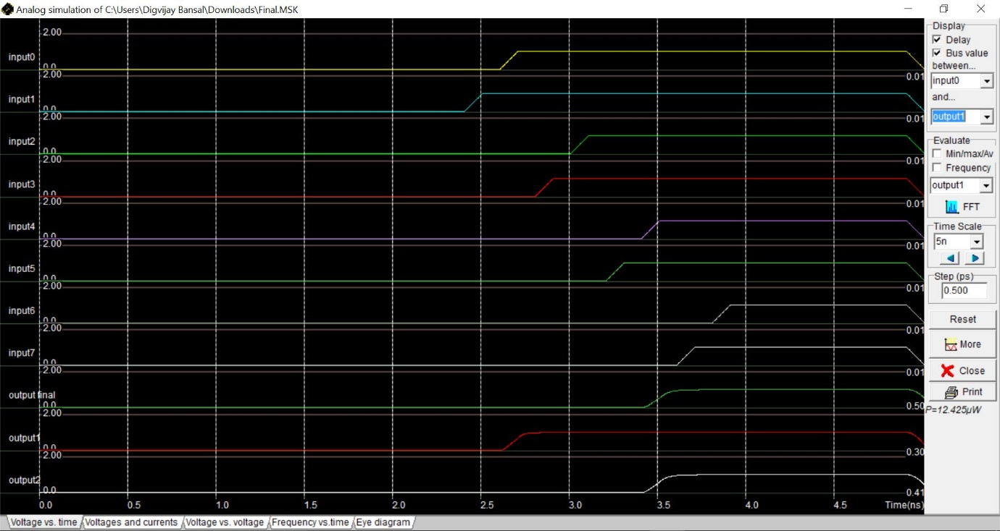 Analog simulation of C:\Users\Digvijay Bansal\Downloads\Final.MSK
2.00
input0
0.0
2.00
0.01
input1
0.0
2.00
0.01
input2
0.0
2.00
0.01
input3
0.0
2.00
0.01
input4
0.0
2.00
0.01
input5
0.0
2.00
0.01
input6
0.0
2.00
0.01
input7
0.0
2.00
0.01
output final
0.0
2.00
0.50
output1
0.0
2.00
0.30
output2
0.0
0.41
0.0 0.5 1.0 1.5 2.0 2.5 3.0 3.5 4.0 4.5 Time(ns)
Voltage vs. time Voltages and currents Voltage vs. voltage Frequency vs.time Eye diagram
Display
Delay
Bus value
between...
input0
and...
output1
Evaluate
Min/max/Av
Frequency
output1
FFT
Time Scale
5n
Step (ps)
0.500
Reset
More
Close
Print
P=12.425µW